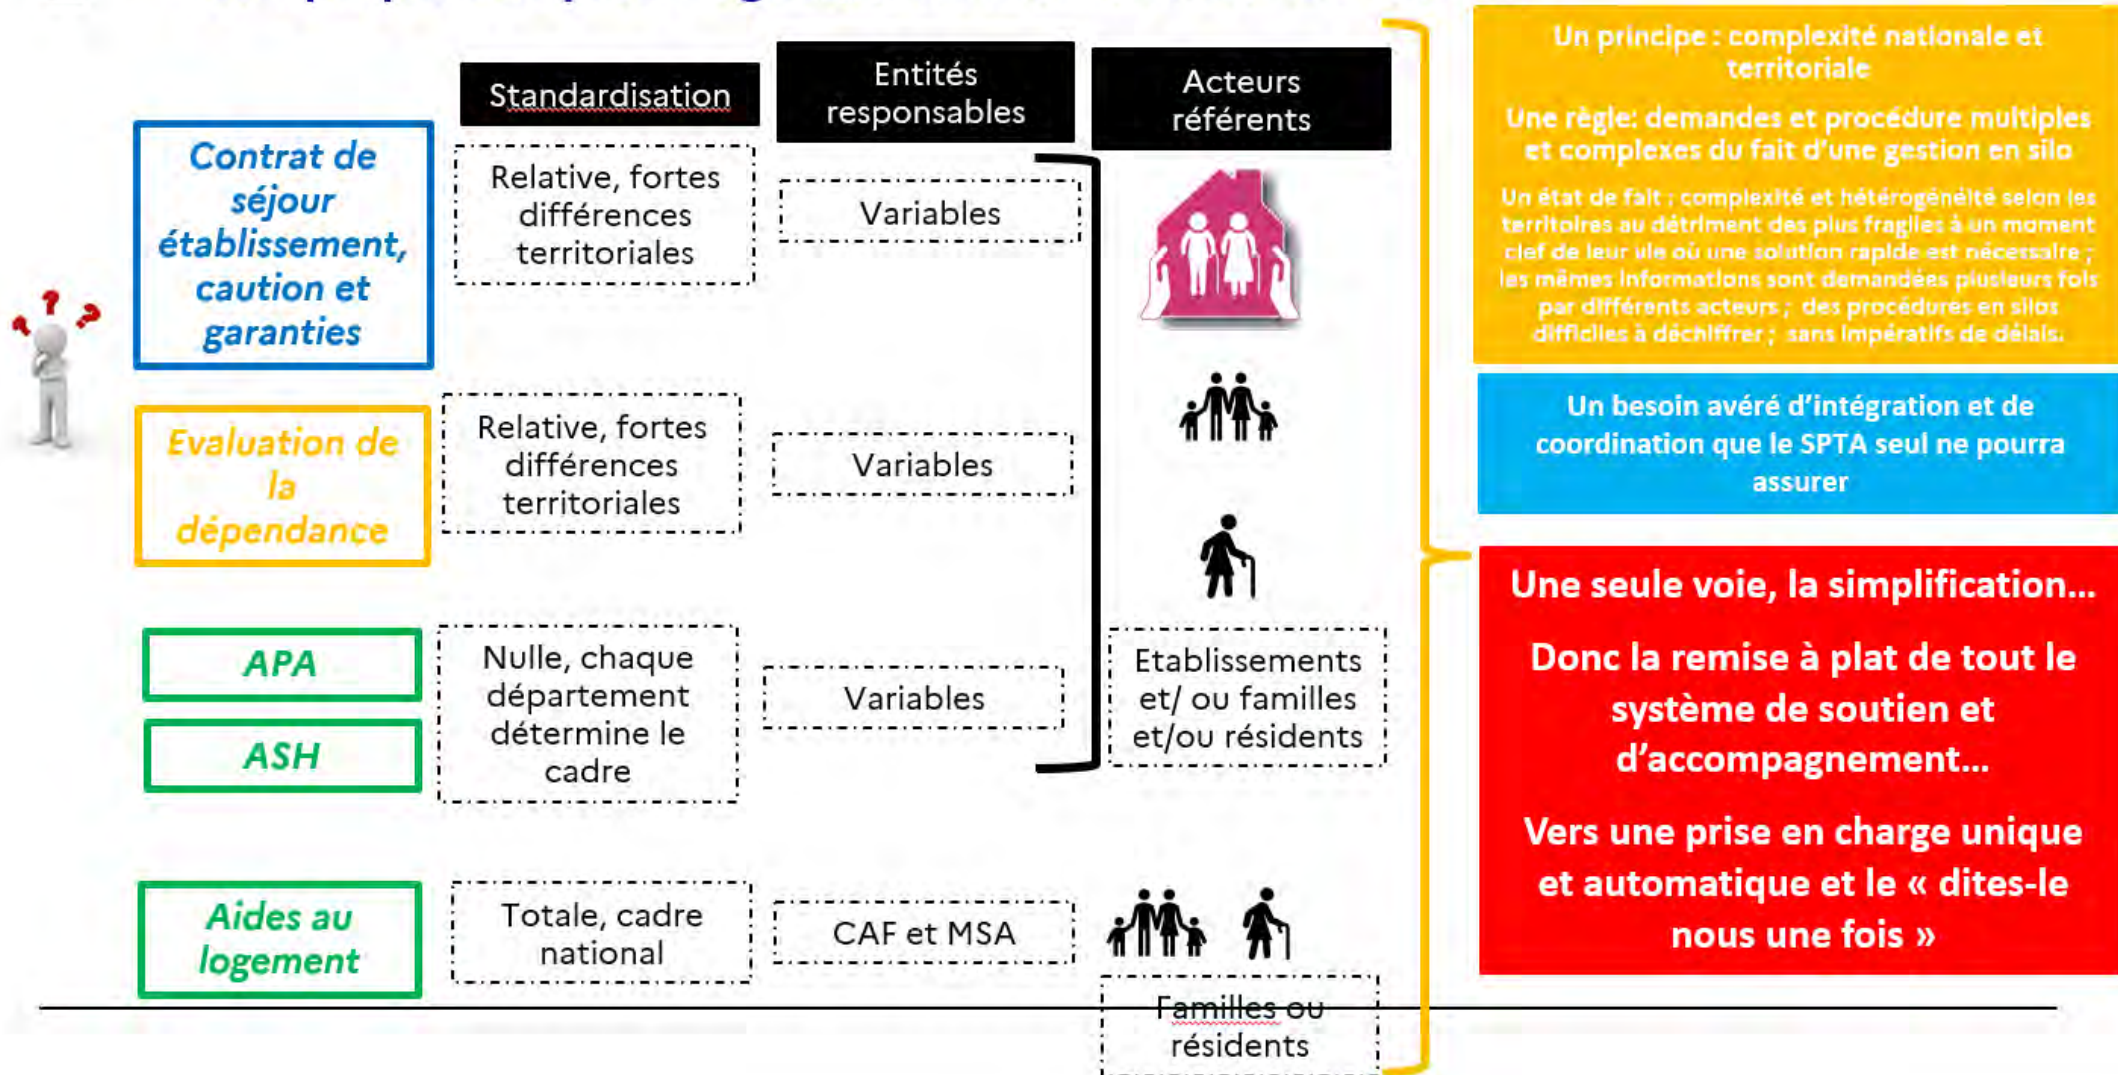 Standardisation
Entités
responsables
Acteurs
référents
Contrat de
séjour
établissement,
caution et
garanties
Relative, fortes
différences
territoriales
Variables
Evaluation de
la
dépendance
Relative, fortes
différences
territoriales
Variables
APA
ASH
Nulle, chaque
département
détermine le
cadre
Variables
Etablissements
et/ ou familles
et/ou résidents
Aides au
logement
Totale, cadre
national
CAF et MSA
Familles ou
résidents
Un principe : complexité nationale et
territoriale
Une règle: demandes et procédure multiples
et complexes du fait d'une gestion en silo
Un état de fait : complexité et hétérogénéité selon les
territoires au détriment des plus fragiles à un moment
clef de leur vie où une solution rapide est nécessaire ;
les mêmes informations sont demandées plusieurs fois
par différents acteurs ; des procédures en silos
difficiles à déchiffrer ; sans impératifs de délais.
Un besoin avéré d'intégration et de
coordination que le SPTA seul ne pourra
assurer
Une seule voie, la simplification...
Donc la remise à plat de tout le
système de soutien et
d'accompagnement...
Vers une prise en charge unique
et automatique et le « dites-le
nous une fois »